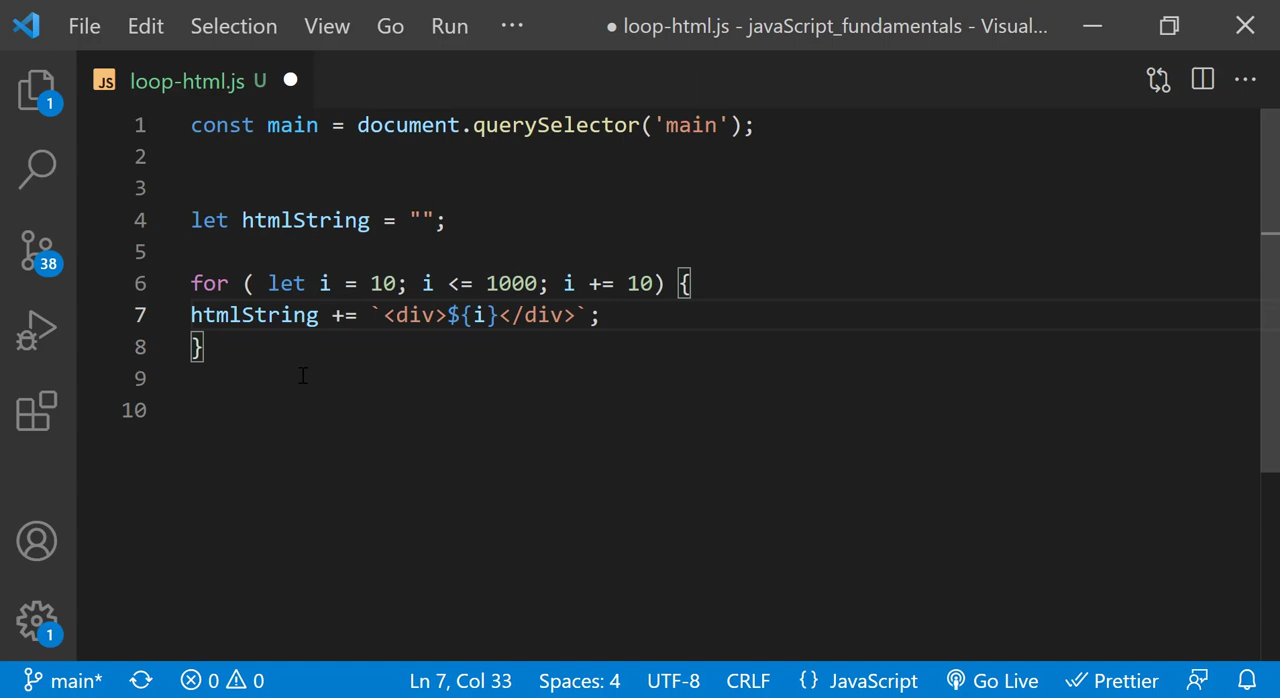 File Edit Selection View Go Run ··· ● loop-html.js - javaScript_fundamentals - Visual...
JS loop-html.js U ●
1 const main = document.querySelector('main');
2
3
4 let htmlString = "";
5
6 for ( let i = 10; i <= 1000; i += 10) {
7 htmlString += `<div>${i}</div>`;
8 }
9
10
1
38
1
main* 0 0 Ln 7, Col 33 Spaces: 4 UTF-8 CRLF {} JavaScript Go Live Prettier